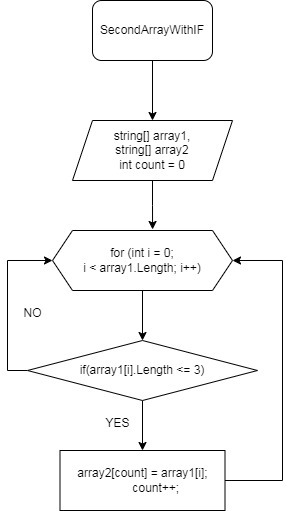 SecondArrayWithIF
string[] array1,
string[] array2
int count = 0
for (int i = 0;
i < array1.Length; i++)
NO
if(array1[i].Length <= 3)
YES
array2[count] = array1[i];
count++;